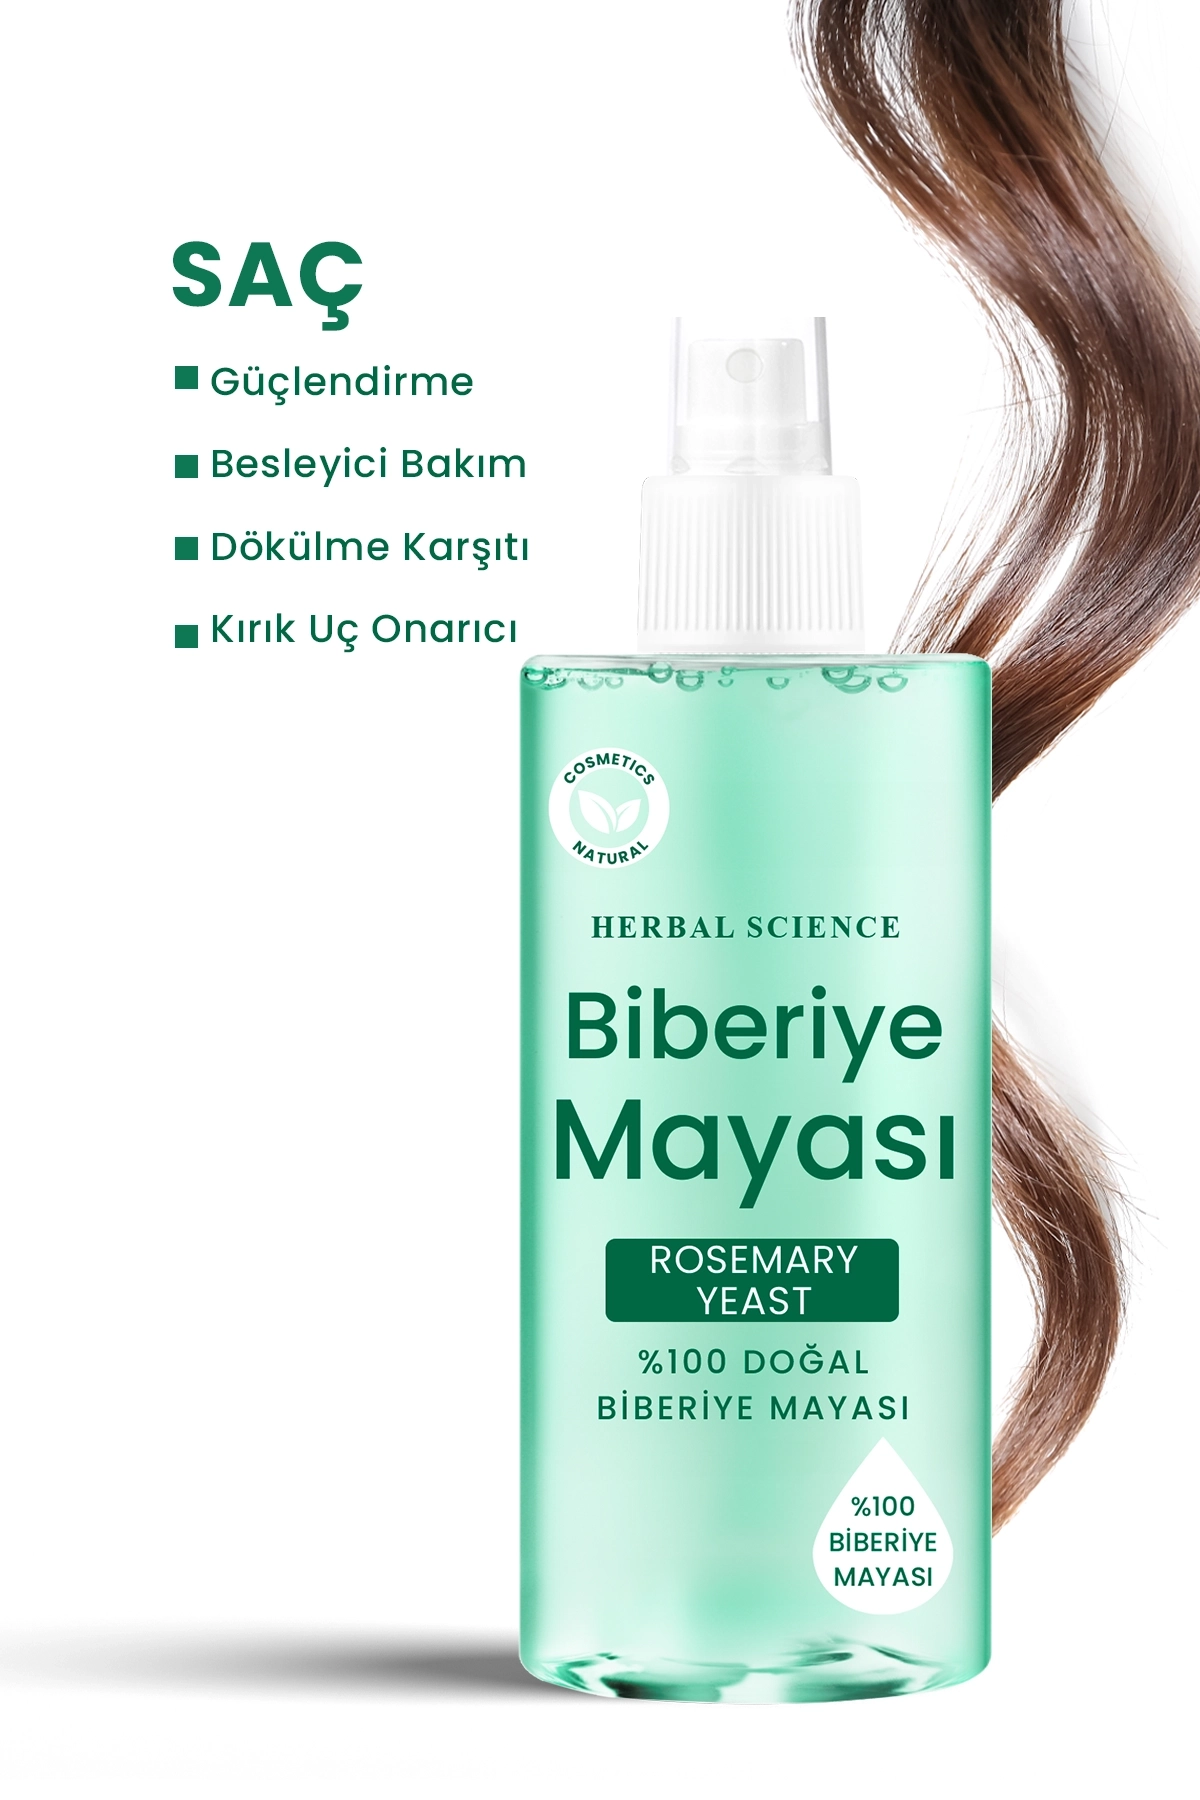 SAÇ
Güçlendirme
Besleyici Bakım
Dökülme Karşıtı
Kırık Uç Onarıcı
COSMETICS
NATURAL
HERBAL SCIENCE
Biberiye
Mayası
ROSEMARY
YEAST
%100 DOĞAL
BİBERİYE MAYASI
%100
BİBERİYE
MAYASI